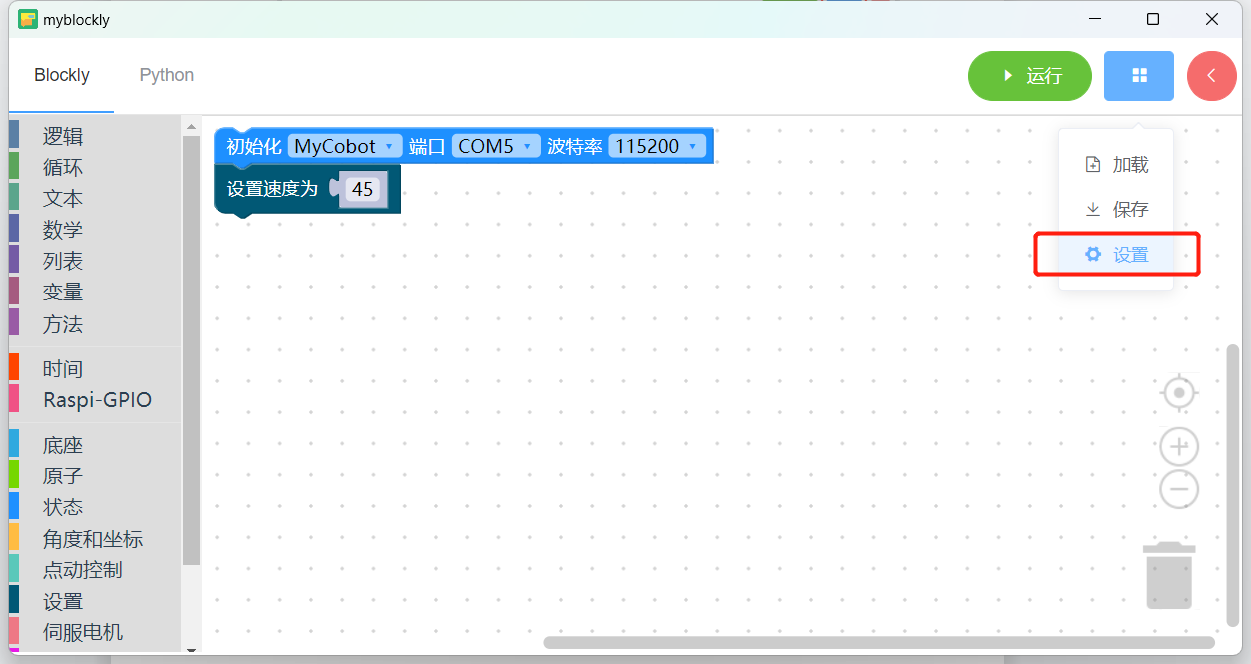 myblockly
Blockly Python
运行
初始化 MyCobot 端口 COM5 波特率 115200
设置速度为 45
加载
保存
设置
逻辑
循环
文本
数学
列表
变量
方法
时间
Raspi-GPIO
底座
原子
状态
角度和坐标
点动控制
设置
伺服电机